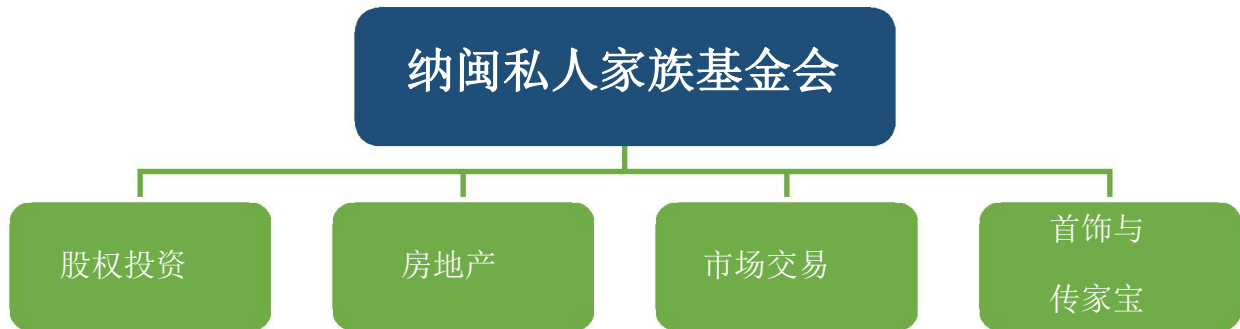 纳闽私人家族基金会
股权投资
房地产
市场交易
首饰与
传家宝